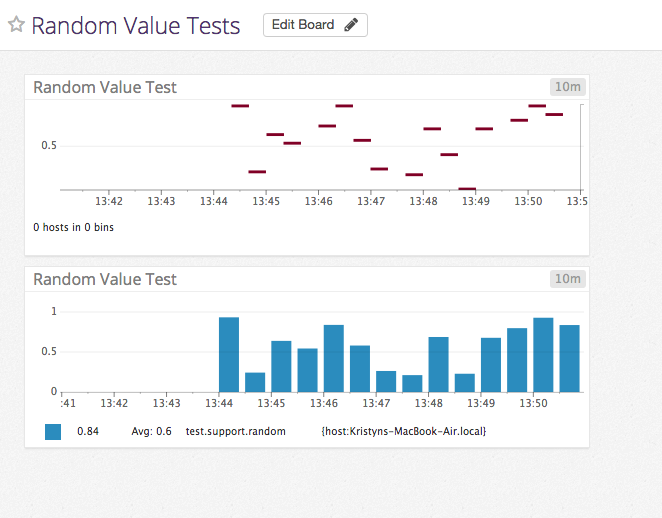 Random Value Tests
Edit Board
Random Value Test
10m
0.5
13:42 13:43 13:44 13:45 13:46 13:47 13:48 13:49 13:50 13:5
0 hosts in 0 bins
Random Value Test
10m
1
0.5
0
:41 13:42 13:43 13:44 13:45 13:46 13:47 13:48 13:49 13:50
0.84 Avg: 0.6 test.support.random {host:Kristyns-MacBook-Air.local}